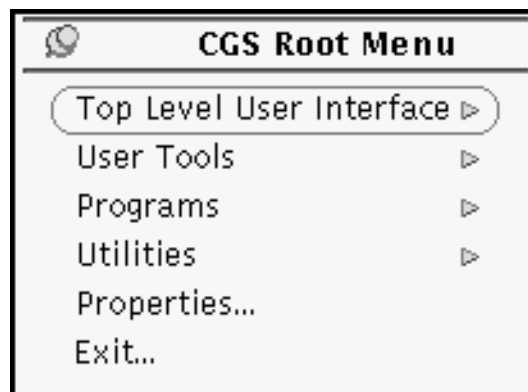 CGS Root Menu
Top Level User Interface
User Tools
Programs
Utilities
Properties...
Exit...